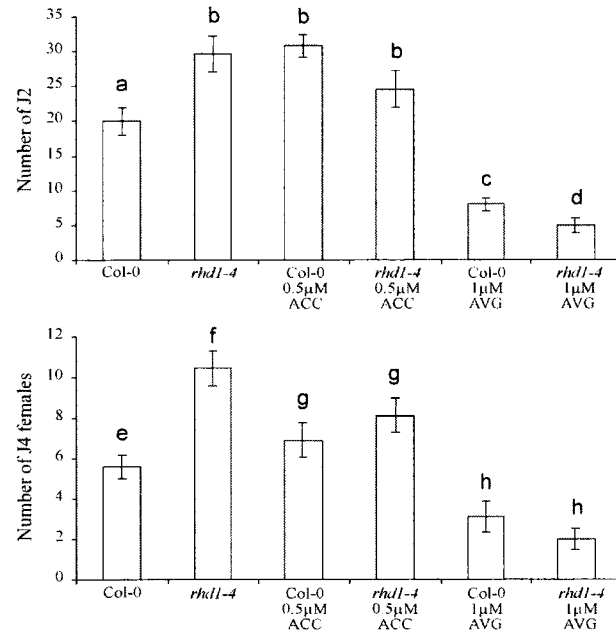 35
30
25
20
15
10
5
0
Number of J2
a
b
b
b
c
d
Col-0
rhd1-4
Col-0
0.5µM
ACC
rhd1-4
0.5µM
ACC
Col-0
1µM
AVG
rhd1-4
1µM
AVG
12
10
8
6
4
2
0
Number of J4 females
e
f
g
g
h
h
Col-0
rhd1-4
Col-0
0.5µM
ACC
rhd1-4
0.5µM
ACC
Col-0
1µM
AVG
rhd1-4
1µM
AVG